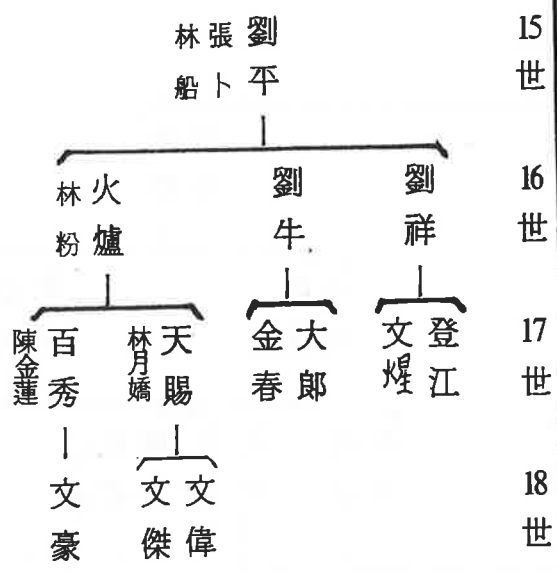 15世
劉平
張卜
林船
16世
劉祥
劉牛
火爐
林粉
17世
登江
文煋
大郎
金春
天賜
林月嬌
百秀
陳金蓮
18世
文偉
文傑
文豪